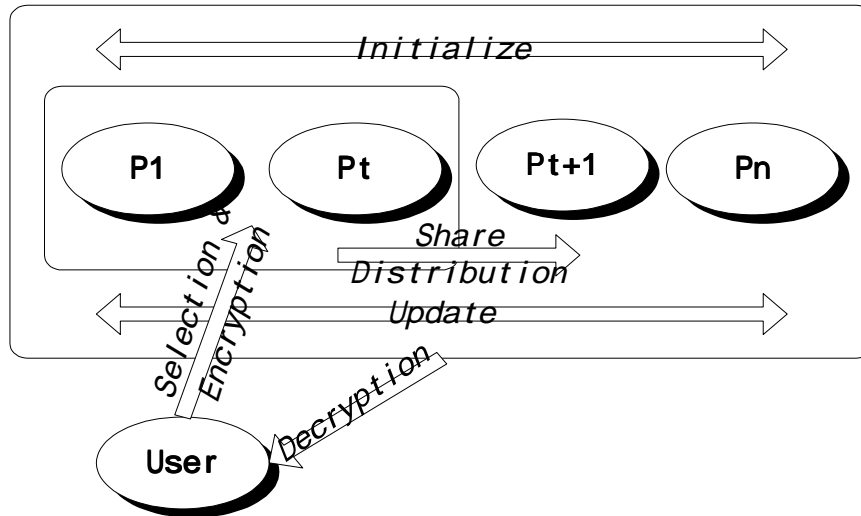 Initialize
P1
Pt
Pt+1
Pn
Selection &
Encryption
Share
Distribution
Update
Decryption
User